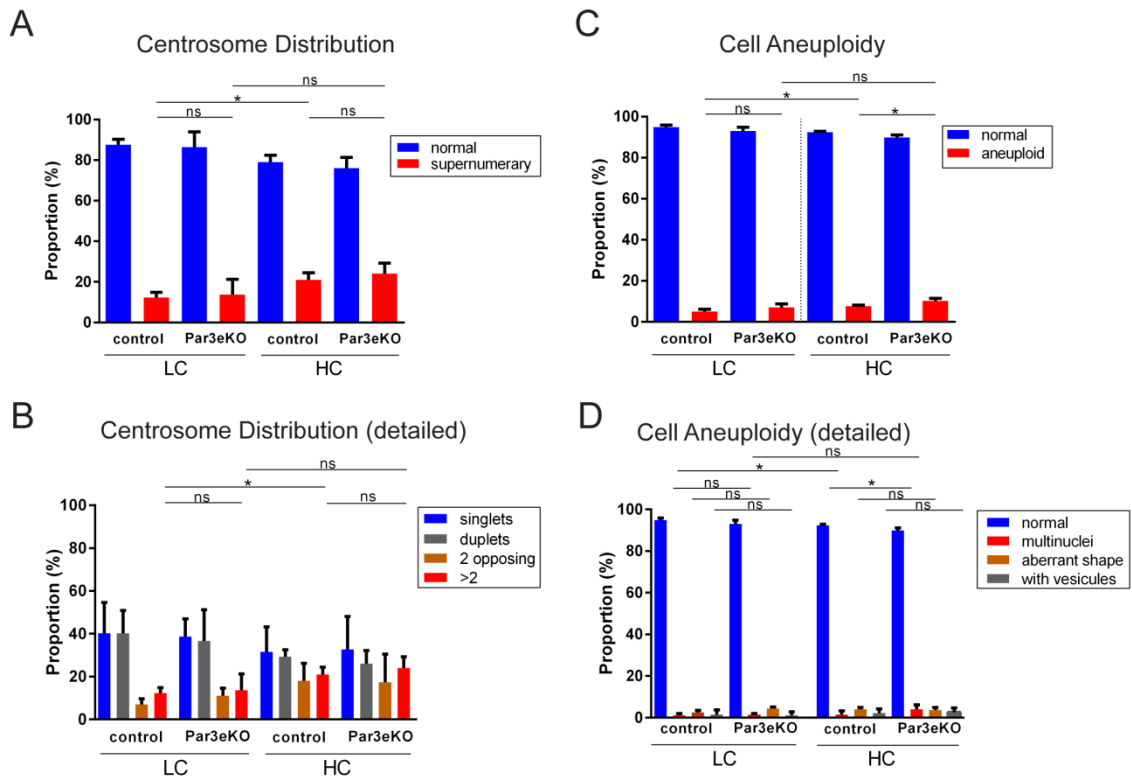 A
Centrosome Distribution
ns
*
ns
ns
100
80
60
40
20
0
Proportion (%)
normal
supernumerary
control
Par3eKO
control
Par3eKO
LC
HC
C
Cell Aneuploidy
ns
*
ns
*
100
80
60
40
20
0
Proportion (%)
normal
aneuploid
control
Par3eKO
control
Par3eKO
LC
HC
B
Centrosome Distribution (detailed)
ns
*
ns
ns
100
80
60
40
20
0
Proportion (%)
singlets
duplets
2 opposing
>2
control
Par3eKO
control
Par3eKO
LC
HC
D
Cell Aneuploidy (detailed)
ns
*
ns
*
ns
ns
ns
ns
100
80
60
40
20
0
Proportion (%)
normal
multinuclei
aberrant shape
with vesicules
control
Par3eKO
control
Par3eKO
LC
HC